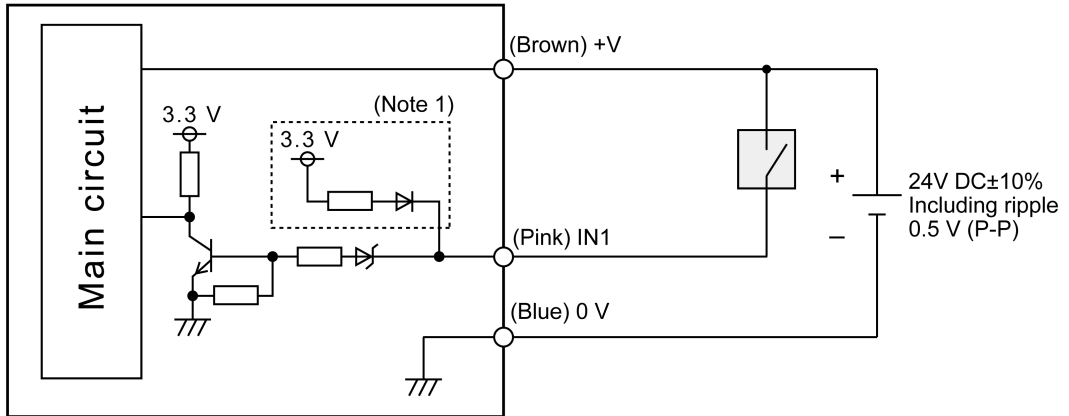 (Brown) +V
(Note 1)
3.3 V
3.3 V
Main circuit
+
24V DC±10%
Including ripple
0.5 V (P-P)
−
(Pink) IN1
(Blue) 0 V